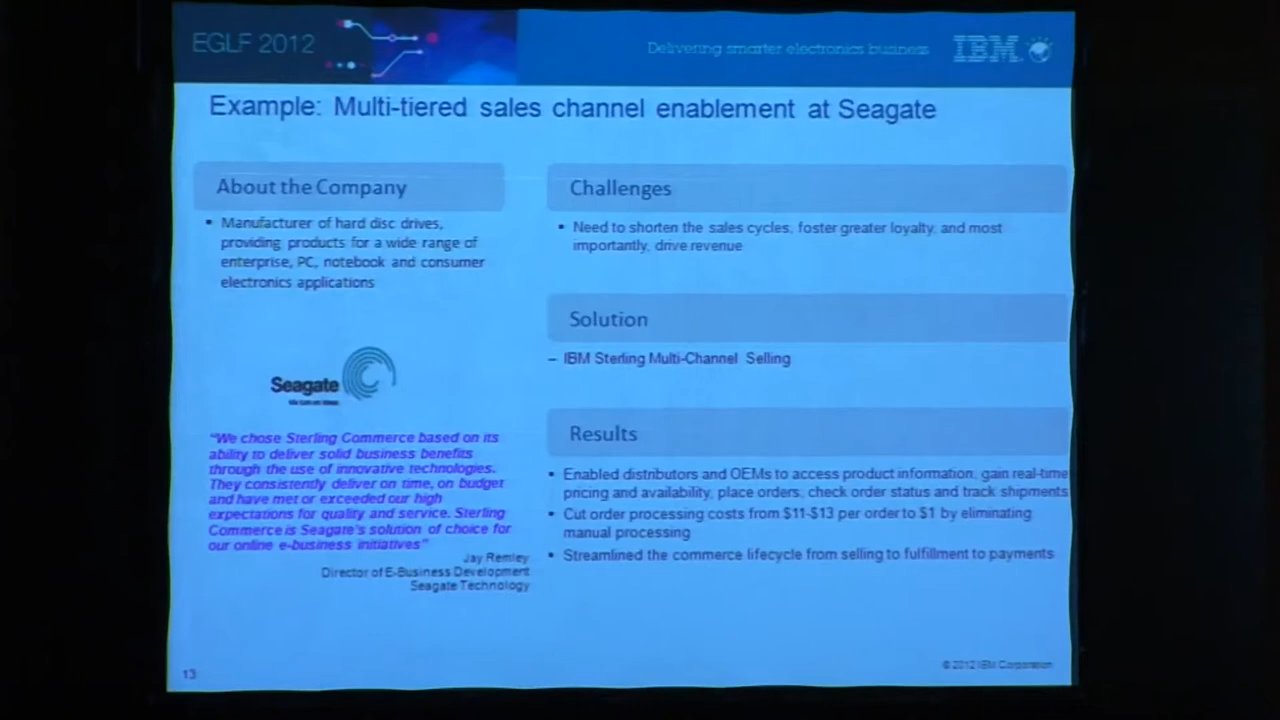 EGLF 2012
Delivering smarter electronics business
IBM
Example: Multi-tiered sales channel enablement at Seagate
About the Company
▪ Manufacturer of hard disc drives,
providing products for a wide range of
enterprise, PC, notebook and consumer
electronics applications
Seagate
"We chose Sterling Commerce based on its
ability to deliver solid business benefits
through the use of innovative technologies.
They consistently deliver on time, on budget
and have met or exceeded our high
expectations for quality and service. Sterling
Commerce is Seagate's solution of choice for
our online e-business initiatives"
Jay Remley
Director of E-Business Development
Seagate Technology
Challenges
▪ Need to shorten the sales cycles, foster greater loyalty, and most
importantly, drive revenue
Solution
– IBM Sterling Multi-Channel Selling
Results
▪ Enabled distributors and OEMs to access product information, gain real-time
pricing and availability, place orders, check order status and track shipments
▪ Cut order processing costs from $11-$13 per order to $1 by eliminating
manual processing
▪ Streamlined the commerce lifecycle from selling to fulfillment to payments
13
© 2012 IBM Corporation